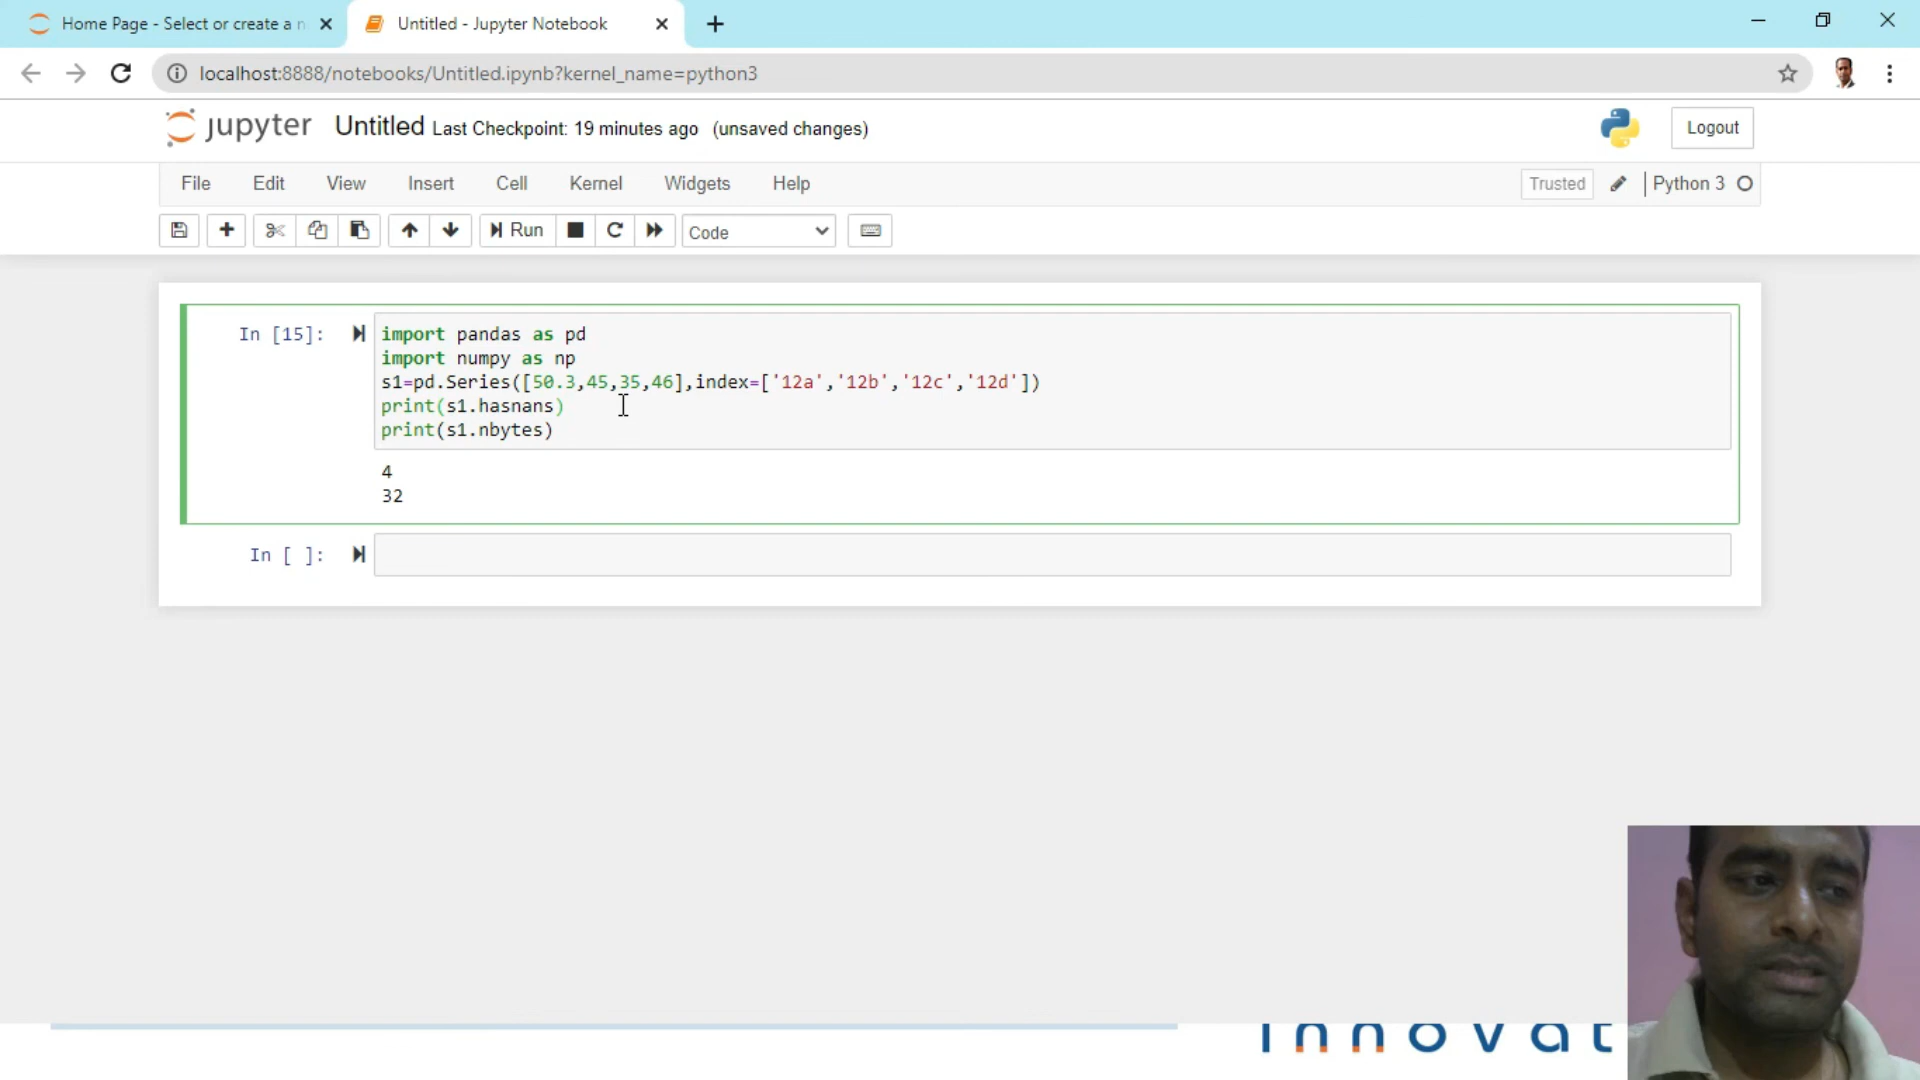 Home Page - Select or create a n
Untitled - Jupyter Notebook
localhost:8888/notebooks/Untitled.ipynb?kernel_name=python3
jupyter Untitled Last Checkpoint: 19 minutes ago (unsaved changes)
Logout
File Edit View Insert Cell Kernel Widgets Help
Trusted Python 3
Run Code
In [15]:
import pandas as pd
import numpy as np
s1=pd.Series([50.3,45,35,46],index=['12a','12b','12c','12d'])
print(s1.hasnans)
print(s1.nbytes)
4
32
In [ ]:
innovat